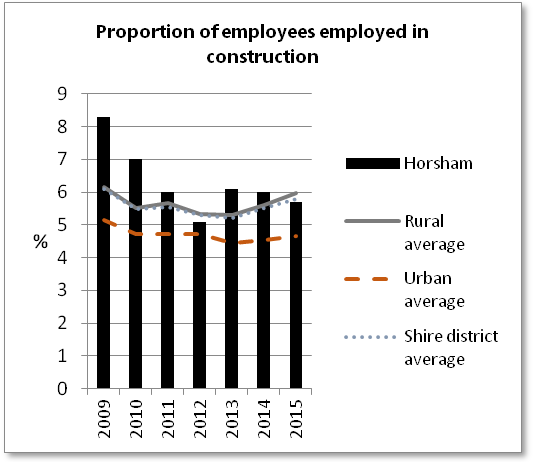 Proportion of employees employed in
construction
9
8
7
6
5
4
3
2
1
0
%
2009
2010
2011
2012
2013
2014
2015
Horsham
Rural
average
Urban
average
Shire district
average